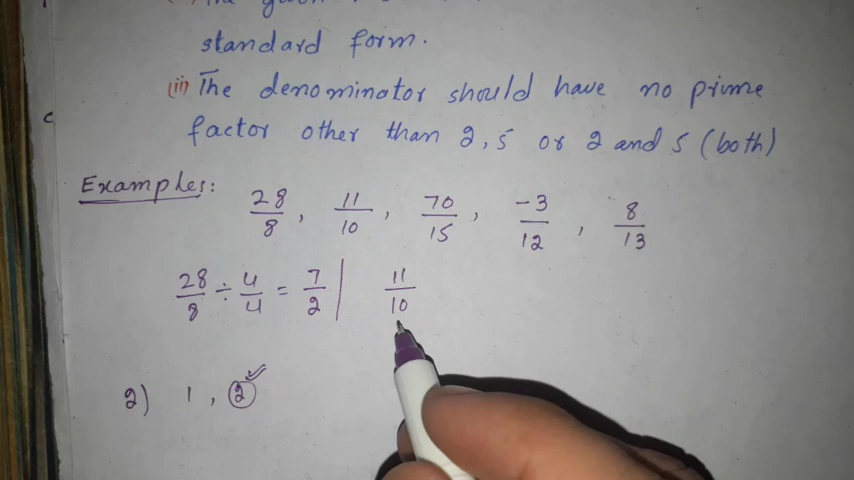 standard form.
(ii) The denominator should have no prime
factor other than 2, 5 or 2 and 5 (both)
Examples:
28/8, 11/10, 70/15, -3/12, 8/13
28/8 ÷ 4/4 = 7/2 | 11/10
2) 1, 2 ✓